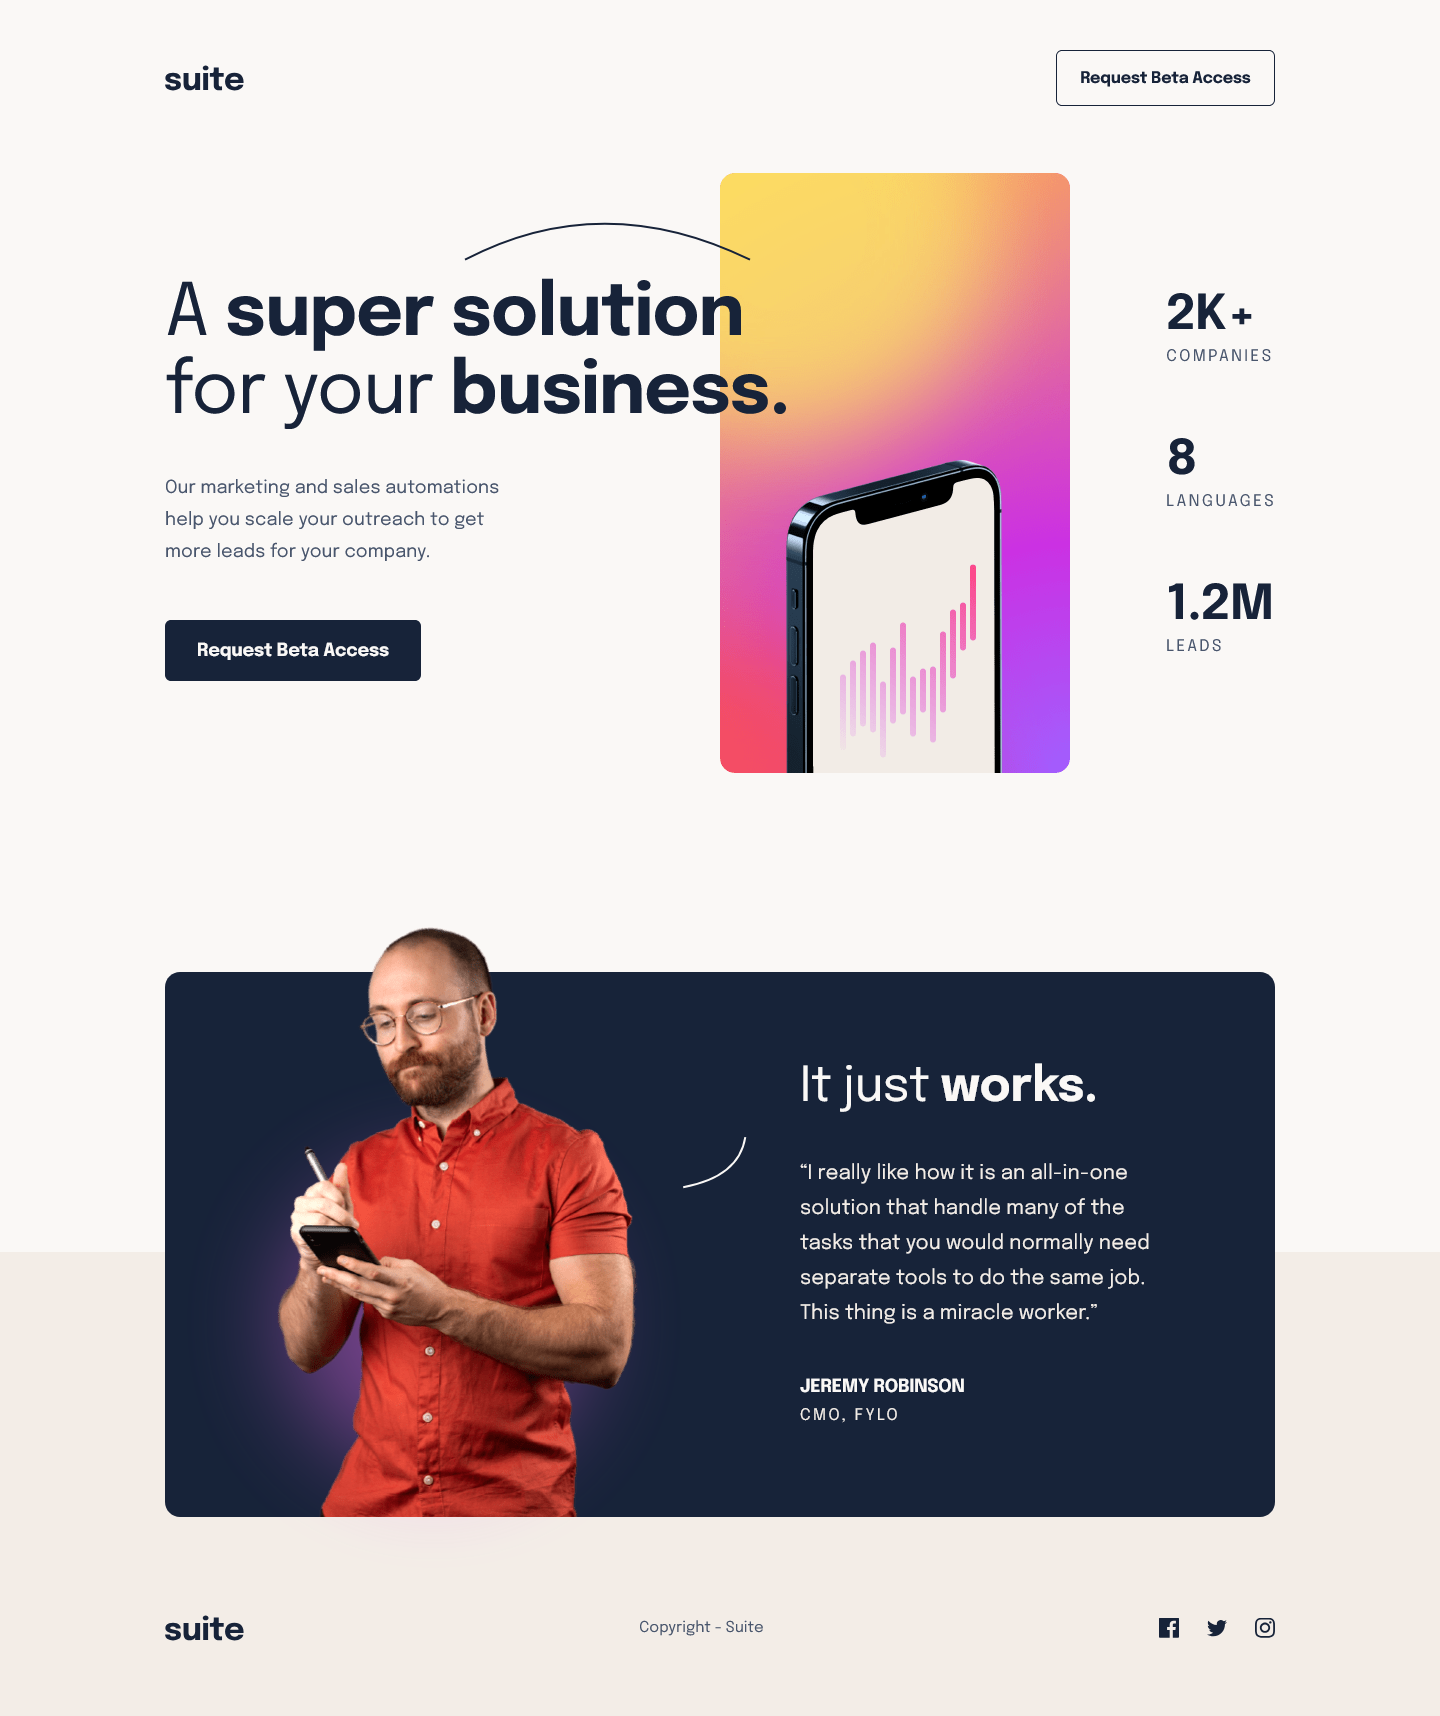 suite
Request Beta Access
A super solution
for your business.
Our marketing and sales automations
help you scale your outreach to get
more leads for your company.
Request Beta Access
2K+
COMPANIES
8
LANGUAGES
1.2M
LEADS
It just works.
“I really like how it is an all-in-one
solution that handle many of the
tasks that you would normally need
separate tools to do the same job.
This thing is a miracle worker.”
JEREMY ROBINSON
CMO, FYLO
suite
Copyright - Suite